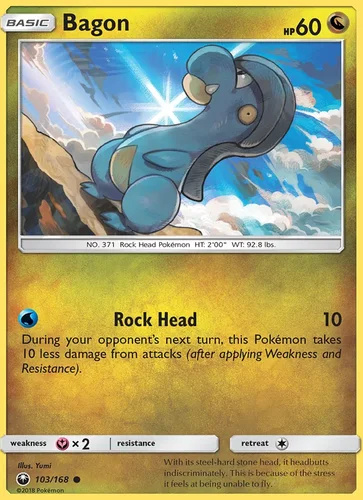 BASIC Bagon HP60
NO. 371 Rock Head Pokémon HT: 2'00" WT: 92.8 lbs.
Rock Head 10
During your opponent's next turn, this Pokémon takes
10 less damage from attacks (after applying Weakness and
Resistance).
weakness ×2 resistance retreat
Illus. Yumi
103/168
©2018 Pokémon
With its steel-hard stone head, it headbutts
indiscriminately. This is because of the stress
it feels at being unable to fly.